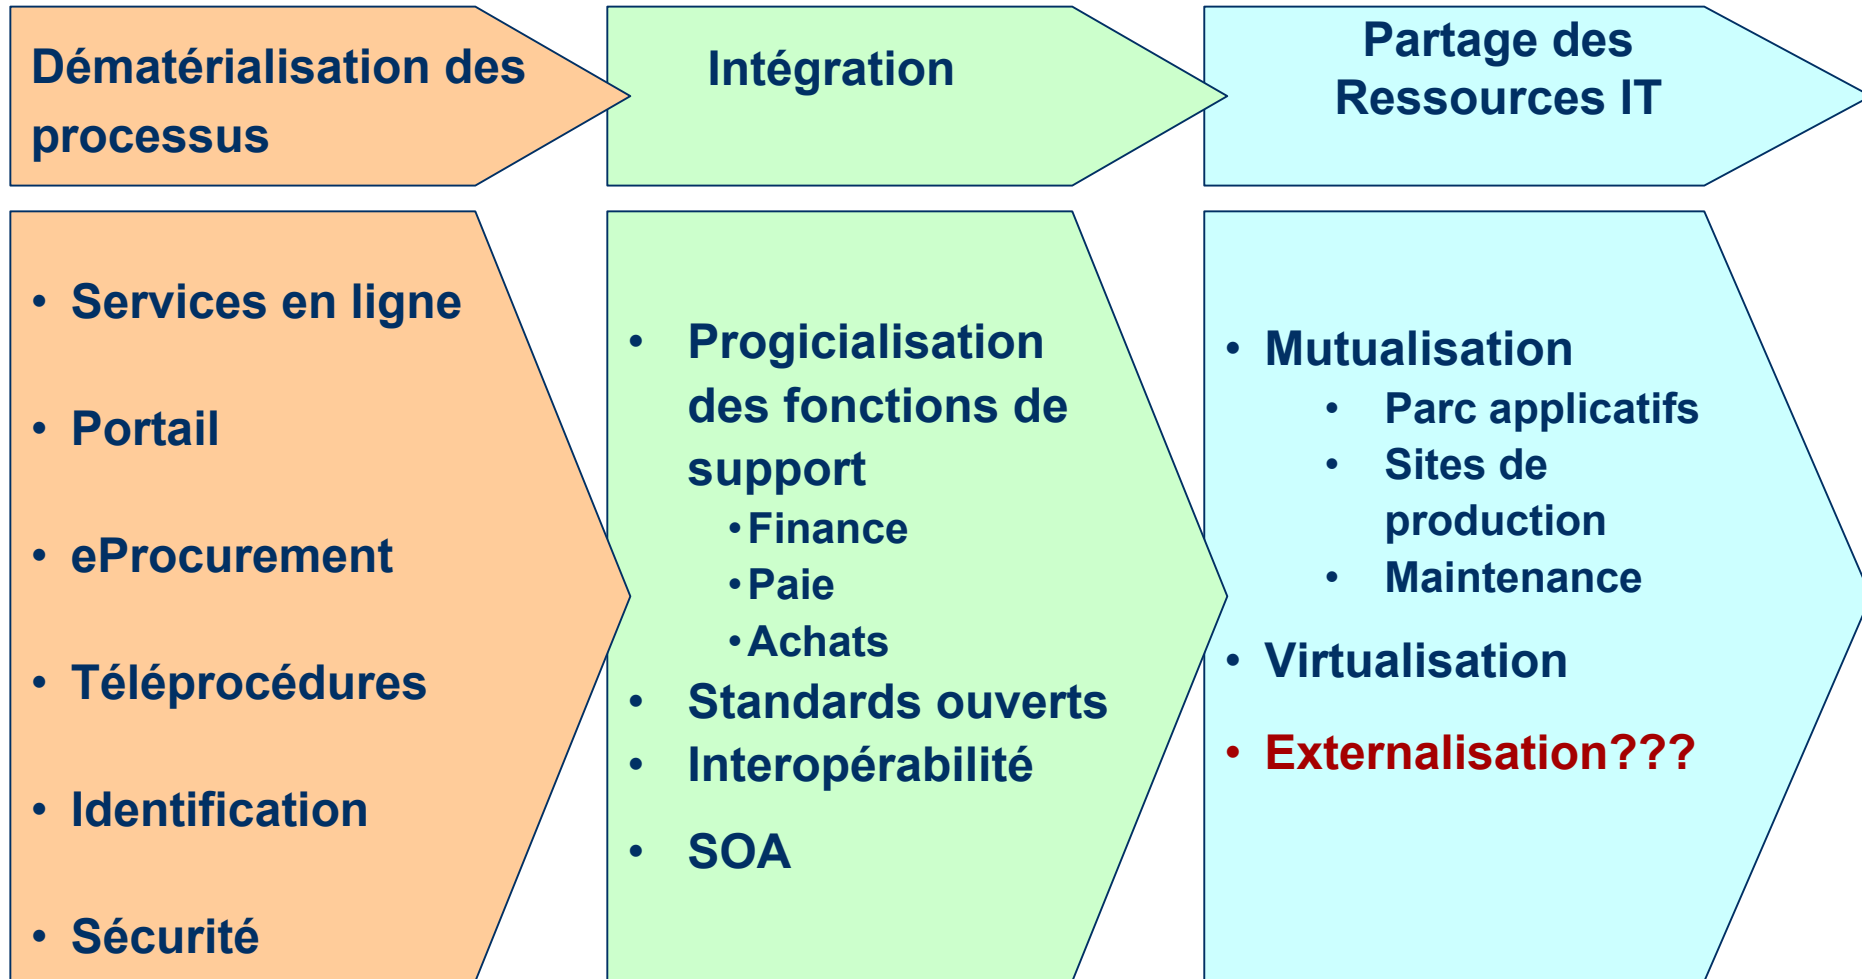 Dématérialisation des
processus
Intégration
Partage des
Ressources IT
• Services en ligne
• Portail
• eProcurement
• Téléprocédures
• Identification
• Sécurité
• Progicialisation
des fonctions de
support
• Finance
• Paie
• Achats
• Standards ouverts
• Interopérabilité
• SOA
• Mutualisation
• Parc applicatifs
• Sites de
production
• Maintenance
• Virtualisation
• Externalisation???